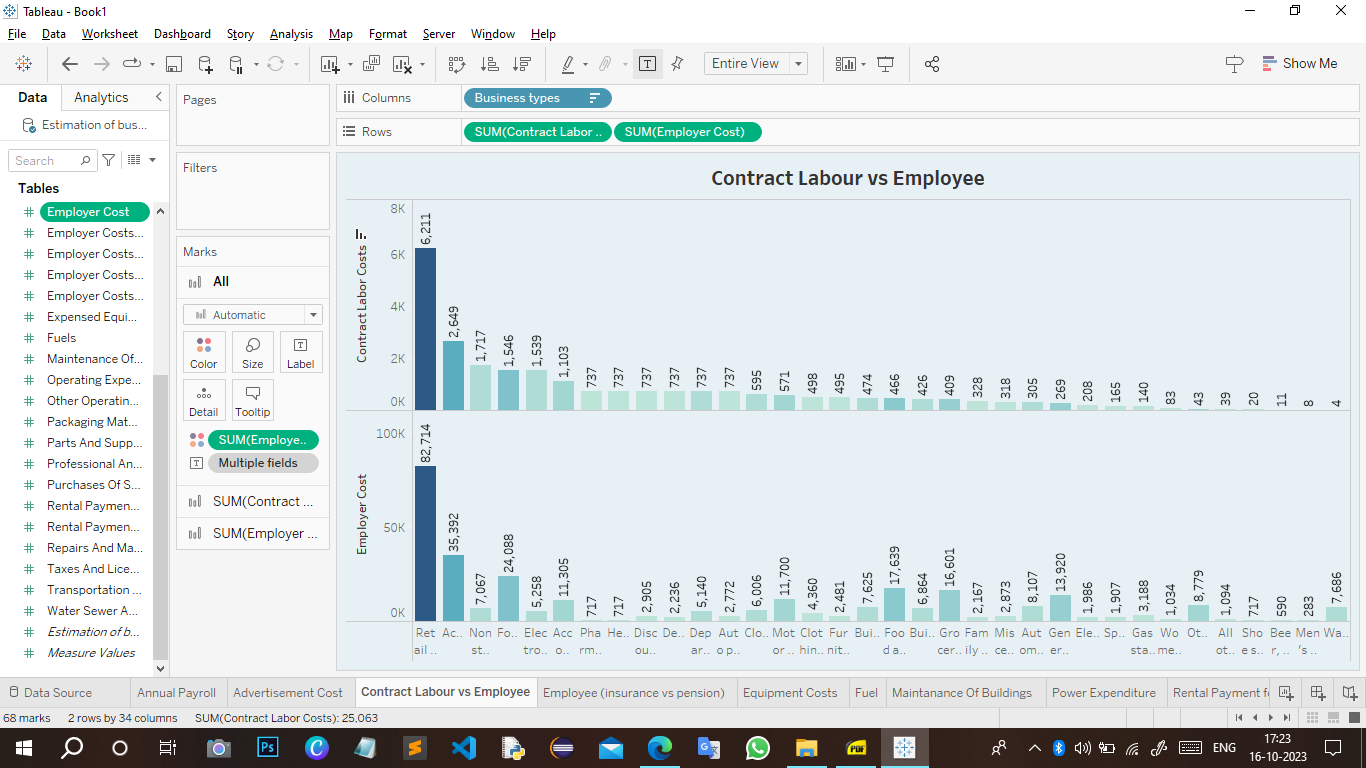 Tableau - Book1
File Data Worksheet Dashboard Story Analysis Map Format Server Window Help
Entire View
Show Me
Data Analytics
Estimation of bus...
Search
Tables
Employer Cost
Employer Costs...
Employer Costs...
Employer Costs...
Employer Costs...
Expensed Equi...
Fuels
Maintenance Of...
Operating Expe...
Other Operatin...
Packaging Mat...
Parts And Supp...
Professional An...
Purchases Of S...
Rental Paymen...
Rental Paymen...
Repairs And Ma...
Taxes And Lice...
Transportation ...
Water Sewer A...
Estimation of b...
Measure Values
Pages
Filters
Marks
All
Automatic
Color Size Label
Detail Tooltip
SUM(Employe..
Multiple fields
SUM(Contract ...
SUM(Employer ...
Columns Business types
Rows SUM(Contract Labor .. SUM(Employer Cost)
Contract Labour vs Employee
Contract Labor Costs
8K
6K
4K
2K
0K
6,211 2,649 1,717 1,546 1,539 1,103 737 737 737 737 737 737 595 571 498 495 474 466 426 409 328 318 305 269 208 165 140 83 43 39 20 11 8 4
Employer Cost
100K
50K
0K
82,714 35,392 7,067 24,088 5,258 11,305 717 717 2,905 2,236 5,140 2,772 6,006 11,700 4,360 2,481 7,625 17,639 6,864 16,601 2,167 2,873 8,107 13,920 1,986 1,907 3,188 1,034 8,779 1,094 717 590 283 7,686
Ret Ac.. Non Fo.. Elec Acc Pha He.. Disc De.. Dep Aut Clo.. Mot Clot Fur Bui.. Foo Bui.. Gro Fam Mis Aut Gen Ele.. Sp.. Gas Wo Ot.. All Sho Bee Men Wa..
ail .. st.. tro.. o.. rm.. ou.. ar.. o p.. or .. hin.. nit.. d a.. cer.. ily .. ce.. om.. er.. sta.. me.. ot.. e s.. r, .. 's ..
Data Source Annual Payroll Advertisement Cost Contract Labour vs Employee Employee (insurance vs pension) Equipment Costs Fuel Maintanance Of Buildings Power Expenditure Rental Payment fo
68 marks 2 rows by 34 columns SUM(Contract Labor Costs): 25,063
Ps
PDF
ENG
17:23
16-10-2023